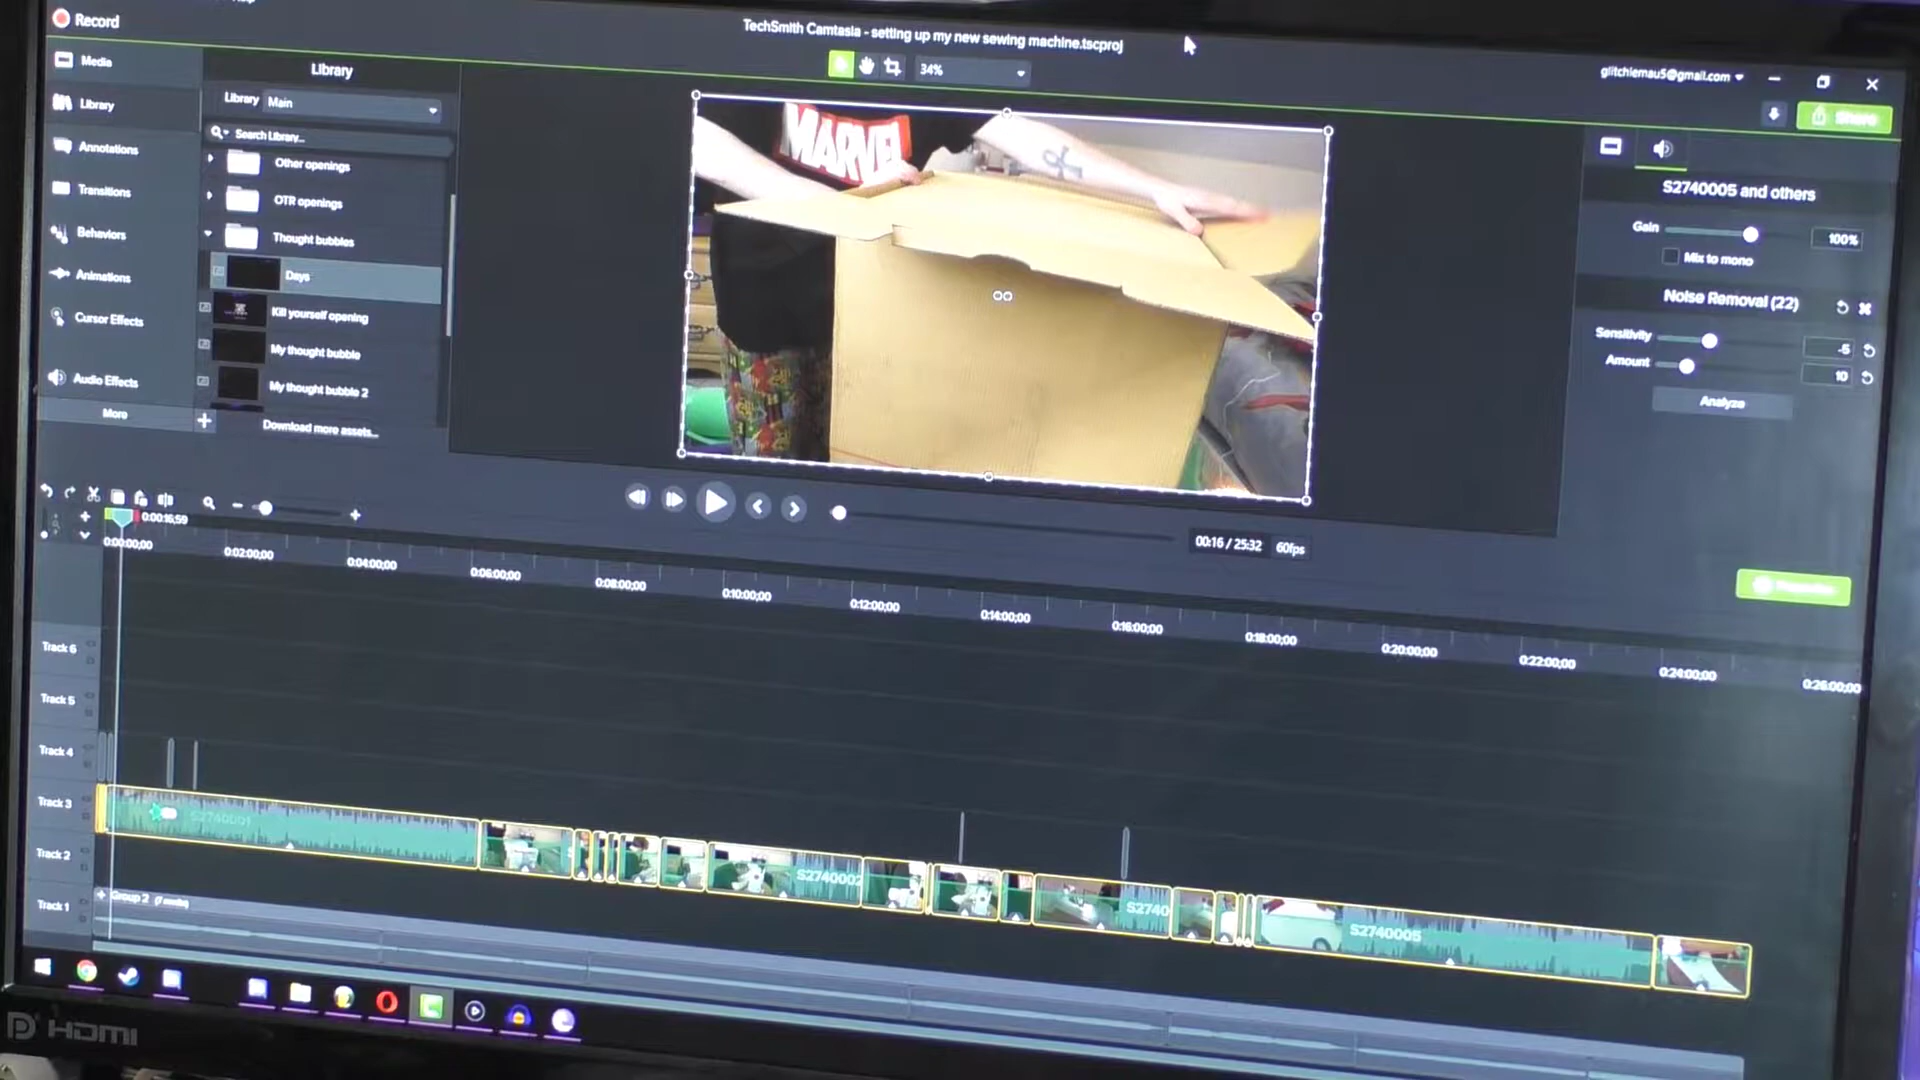 Record
TechSmith Camtasia - setting up my new sewing machine.tscproj
34%
glitchiemau5@gmail.com
Share
Media
Library
Annotations
Transitions
Behaviors
Animations
Cursor Effects
Audio Effects
More
Library
Library Main
Search Library...
Other openings
OTR openings
Thought bubbles
Days
Kill yourself opening
My thought bubble
My thought bubble 2
Download more assets...
MARVEL
S2740005 and others
Gain 100%
Mix to mono
Noise Removal (22)
Sensitivity -5
Amount 10
Analyze
00:16 / 25:32 60fps
Properties
0:00:16;59
0:00:00;00 0:02:00;00 0:04:00;00 0:06:00;00 0:08:00;00 0:10:00;00 0:12:00;00 0:14:00;00 0:16:00;00 0:18:00;00 0:20:00;00 0:22:00;00 0:24:00;00 0:26:00;00
Track 6
Track 5
Track 4
Track 3
S2740001
S2740002
S2740
S2740005
Track 2
Group 2
Track 1
HDMI